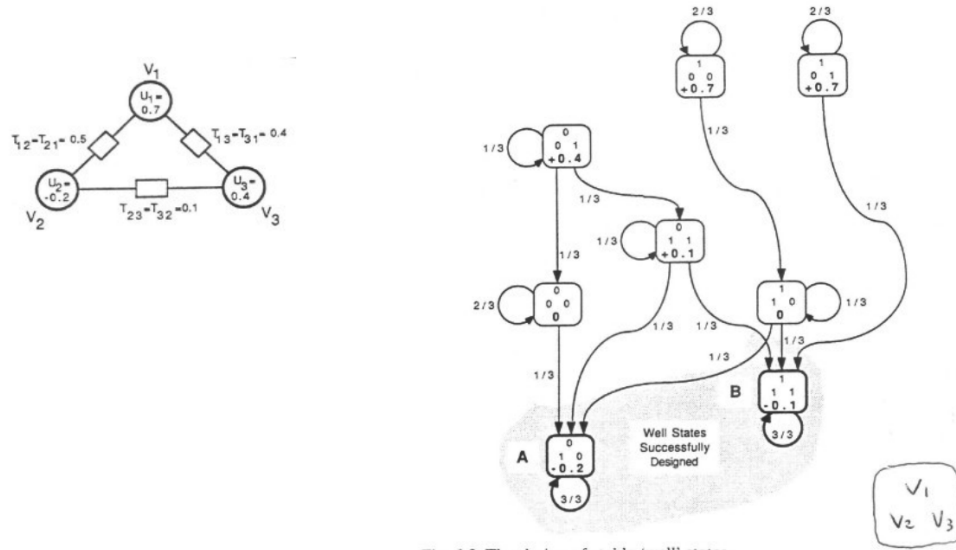 V1
U1=
0.7
T12=T21= 0.5
T13=T31= 0.4
U2=
-0.2
U3=
0.4
V2
T23=T32=0.1
V3
2/3
2/3
1
0 0
+0.7
1
0 1
+0.7
1/3
1/3
0
0 1
+0.4
1/3
1/3
1/3
0
1 1
+0.1
1/3
1/3
2/3
0
0 0
0
1
1 0
0
1/3
1/3
1/3
1/3
1/3
1/3
B
1
1 1
-0.1
3/3
A
0
1 0
-0.2
3/3
Well States
Successfully
Designed
V1
V2 V3